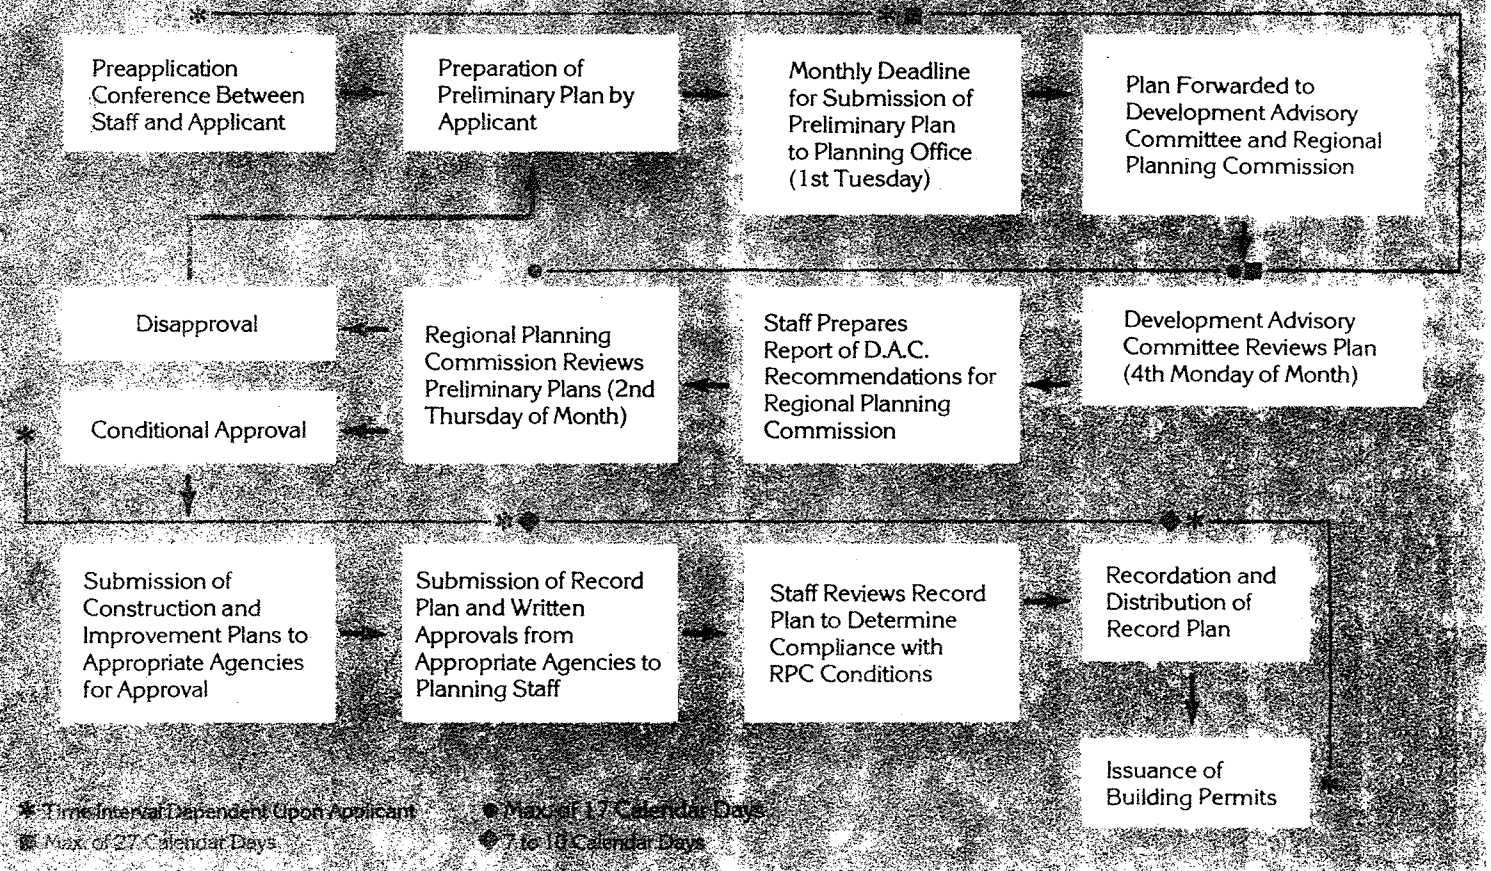 Preapplication
Conference Between
Staff and Applicant
Preparation of
Preliminary Plan by
Applicant
Monthly Deadline
for Submission of
Preliminary Plan
to Planning Office
(1st Tuesday)
Plan Forwarded to
Development Advisory
Committee and Regional
Planning Commission
Disapproval
Conditional Approval
Regional Planning
Commission Reviews
Preliminary Plans (2nd
Thursday of Month)
Staff Prepares
Report of D.A.C.
Recommendations for
Regional Planning
Commission
Development Advisory
Committee Reviews Plan
(4th Monday of Month)
Submission of
Construction and
Improvement Plans to
Appropriate Agencies
for Approval
Submission of Record
Plan and Written
Approvals from
Appropriate Agencies to
Planning Staff
Staff Reviews Record
Plan to Determine
Compliance with
RPC Conditions
Recordation and
Distribution of
Record Plan
Issuance of
Building Permits
* Time Interval Dependent Upon Applicant
■ Max. of 27 Calendar Days
● Max. of 17 Calendar Days
◆ 7 to 10 Calendar Days